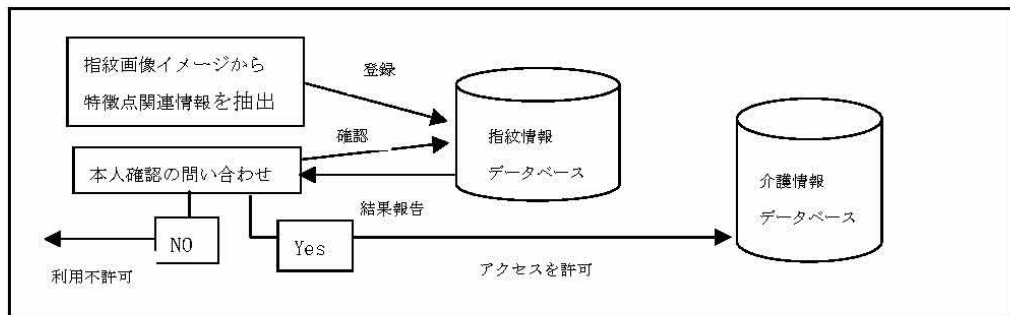 指紋画像イメージから
特徴点関連情報を抽出
登録
確認
指紋情報
データベース
本人確認の問い合わせ
結果報告
介護情報
データベース
NO
Yes
利用不許可
アクセスを許可